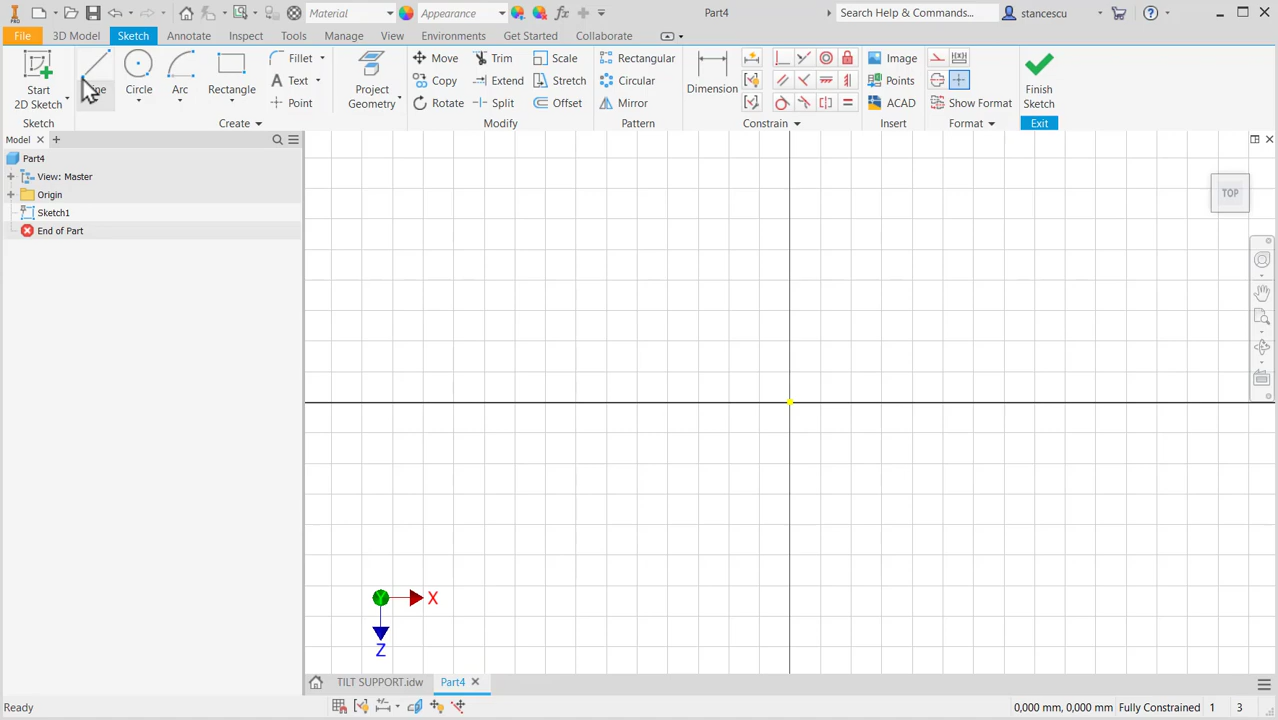 PRO
Material
Appearance
fx
Part4
Search Help & Commands...
stancescu
File
3D Model
Sketch
Annotate
Inspect
Tools
Manage
View
Environments
Get Started
Collaborate
Start
2D Sketch
Circle
Arc
Rectangle
Fillet
Text
Point
Project
Geometry
Move
Copy
Rotate
Trim
Extend
Split
Scale
Stretch
Offset
Rectangular
Circular
Mirror
Dimension
Image
Points
ACAD
Show Format
Finish
Sketch
Sketch
Create
Modify
Pattern
Constrain
Insert
Format
Exit
Model
Part4
View: Master
Origin
Sketch1
End of Part
TOP
Y
X
Z
TILT SUPPORT.idw
Part4
Ready
0,000 mm, 0,000 mm
Fully Constrained
1
3